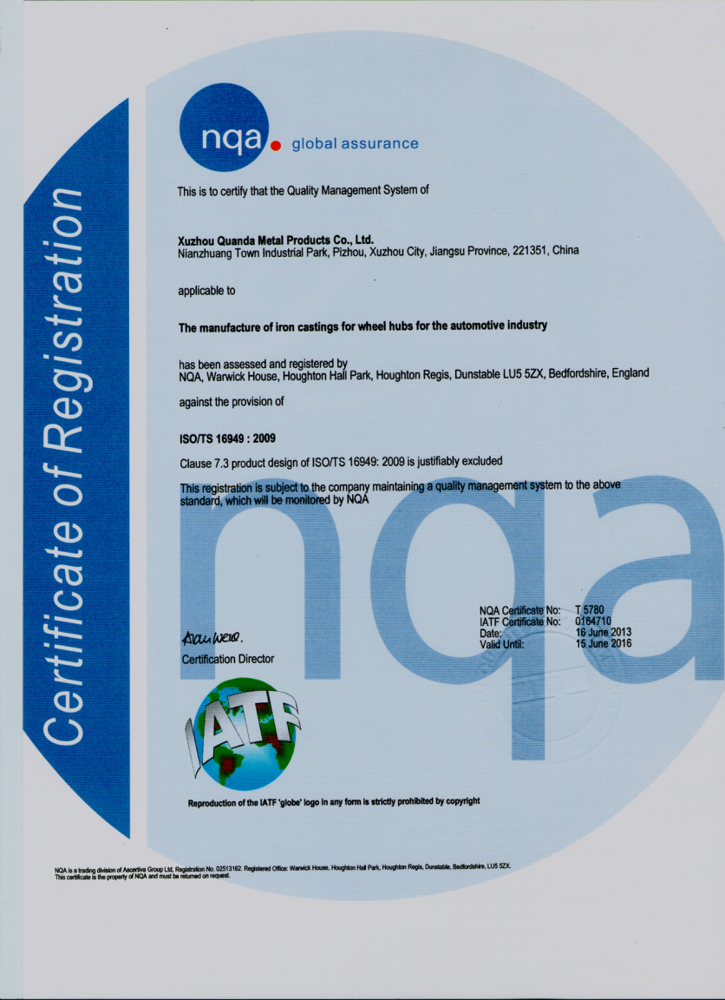 Certificate of Registration
nqa.
global assurance
This is to certify that the Quality Management System of
Xuzhou Quanda Metal Products Co., Ltd.
Nianzhuang Town Industrial Park, Pizhou, Xuzhou City, Jiangsu Province, 221351, China
applicable to
The manufacture of iron castings for wheel hubs for the automotive industry
has been assessed and registered by
NQA, Warwick House, Houghton Hall Park, Houghton Regis, Dunstable LU5 5ZX, Bedfordshire, England
against the provision of
ISO/TS 16949 : 2009
Clause 7.3 product design of ISO/TS 16949: 2009 is justifiably excluded
This registration is subject to the company maintaining a quality management system to the above
standard, which will be monitored by NQA
nqa
NQA Certificate No: T 5780
IATF Certificate No: 0164710
Date: 16 June 2013
Valid Until: 15 June 2016
Certification Director
IATF
Reproduction of the IATF 'globe' logo in any form is strictly prohibited by copyright
NQA is a trading division of Ascertiva Group Ltd, Registration No. 02513162. Registered Office: Warwick House, Houghton Hall Park, Houghton Regis, Dunstable, Bedfordshire, LU5 5ZX.
This certificate is the property of NQA and must be returned on request.